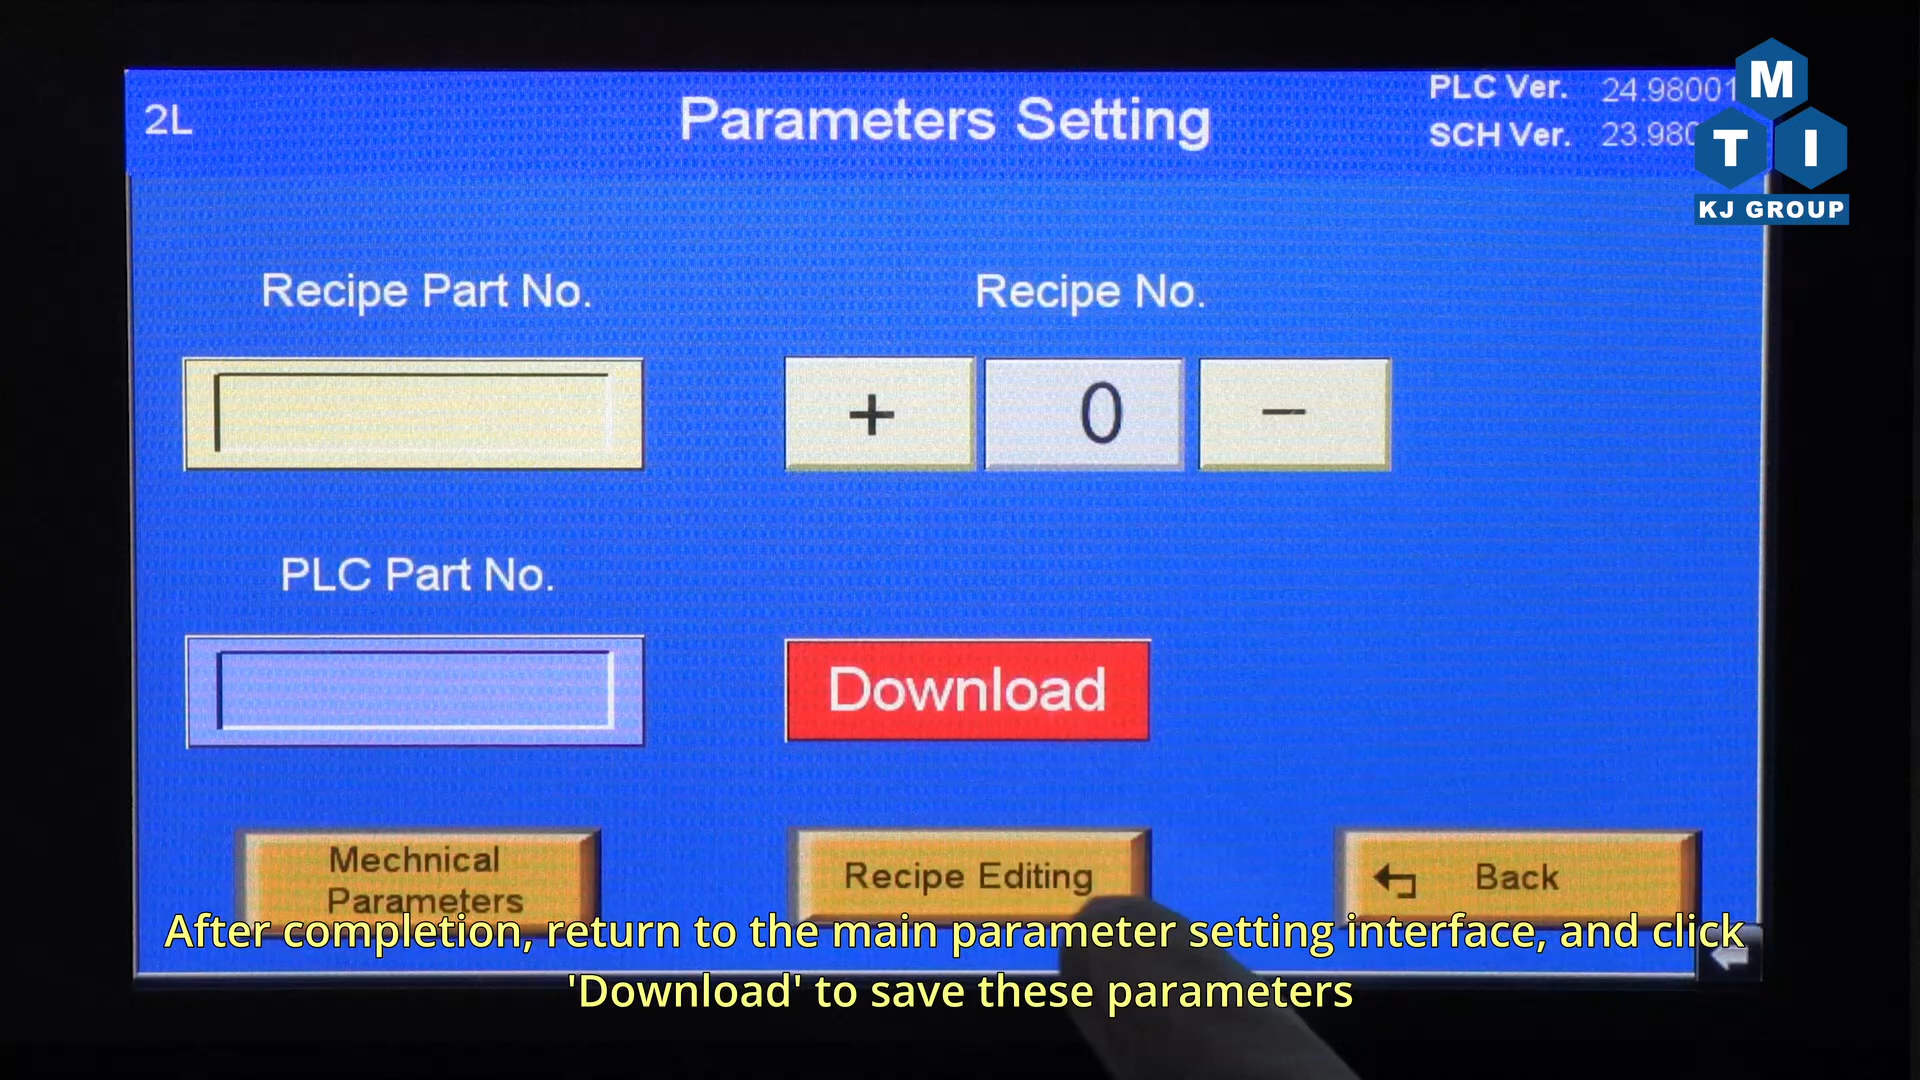 2L
Parameters Setting
PLC Ver. 24.98001
SCH Ver. 23.980
M
T I
KJ GROUP
Recipe Part No.
Recipe No.
+ 0 −
PLC Part No.
Download
Mechnical
Parameters
Recipe Editing
Back
After completion, return to the main parameter setting interface, and click
'Download' to save these parameters